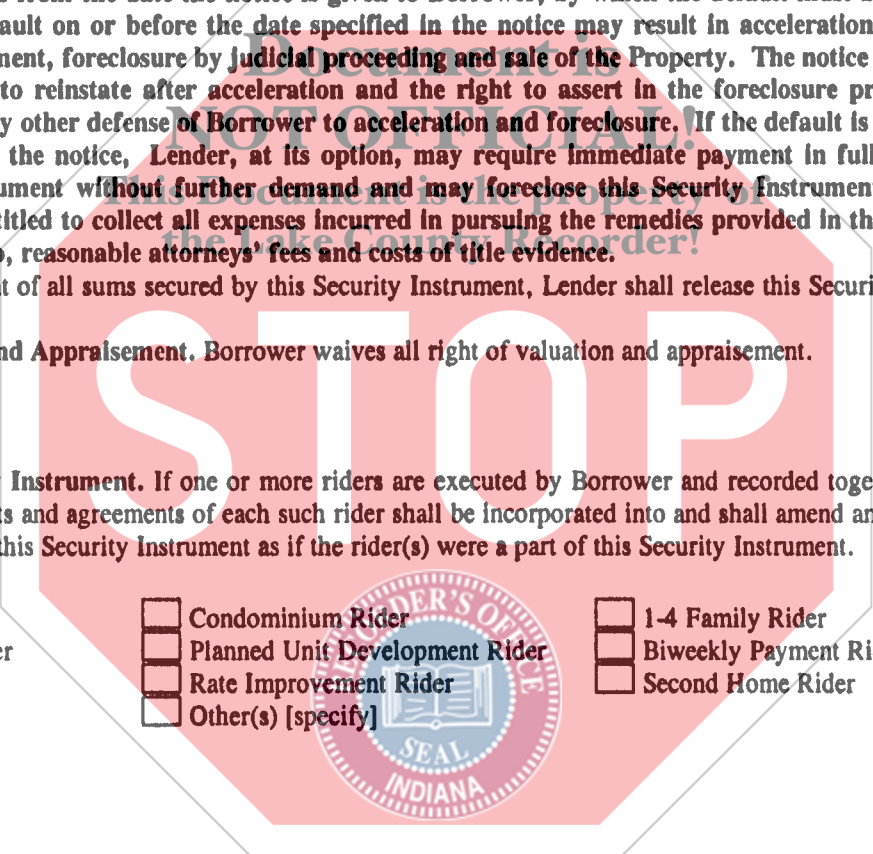 from the date the notice is given to Borrower, by which the default must
ault on or before the date specified in the notice may result in acceleration
ment, foreclosure by judicial proceeding and sale of the Property. The notice
to reinstate after acceleration and the right to assert in the foreclosure pr
y other defense of Borrower to acceleration and foreclosure. If the default is
the notice, Lender, at its option, may require immediate payment in full
ument without further demand and may foreclose this Security Instrument
titled to collect all expenses incurred in pursuing the remedies provided in th
, reasonable attorneys' fees and costs of title evidence.
t of all sums secured by this Security Instrument, Lender shall release this Securi
nd Appraisement. Borrower waives all right of valuation and appraisement.
Instrument. If one or more riders are executed by Borrower and recorded toge
ts and agreements of each such rider shall be incorporated into and shall amend an
this Security Instrument as if the rider(s) were a part of this Security Instrument.
Condominium Rider 1-4 Family Rider
er Planned Unit Development Rider Biweekly Payment Ri
Rate Improvement Rider Second Home Rider
Other(s) [specify]
Document is
NOT OFFICIAL!
This Document is the property of
the Lake County Recorder!
STOP
RECORDER'S OFFICE
SEAL
INDIANA